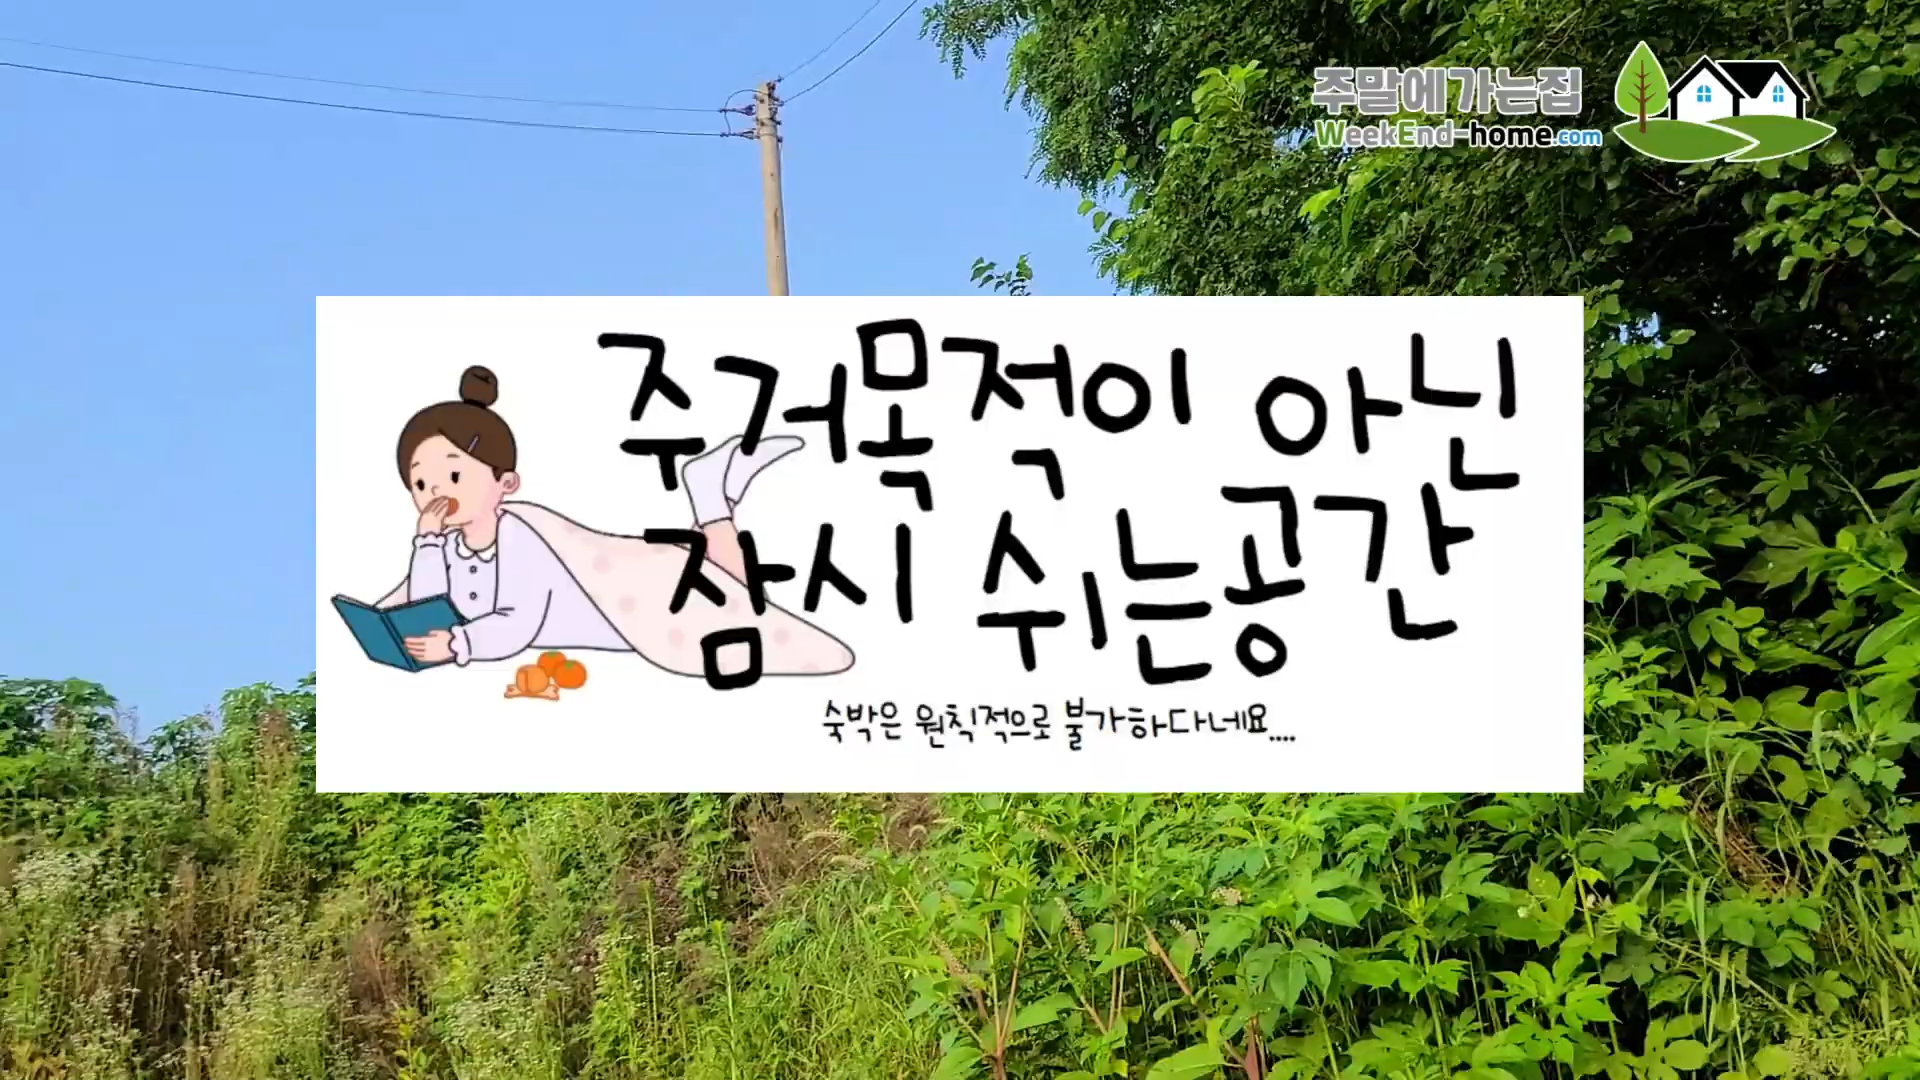 주말에가는집
WeekEnd-home.com
주거목적이 아닌
잠시 쉬는공간
숙박은 원칙적으로 불가하다네요....